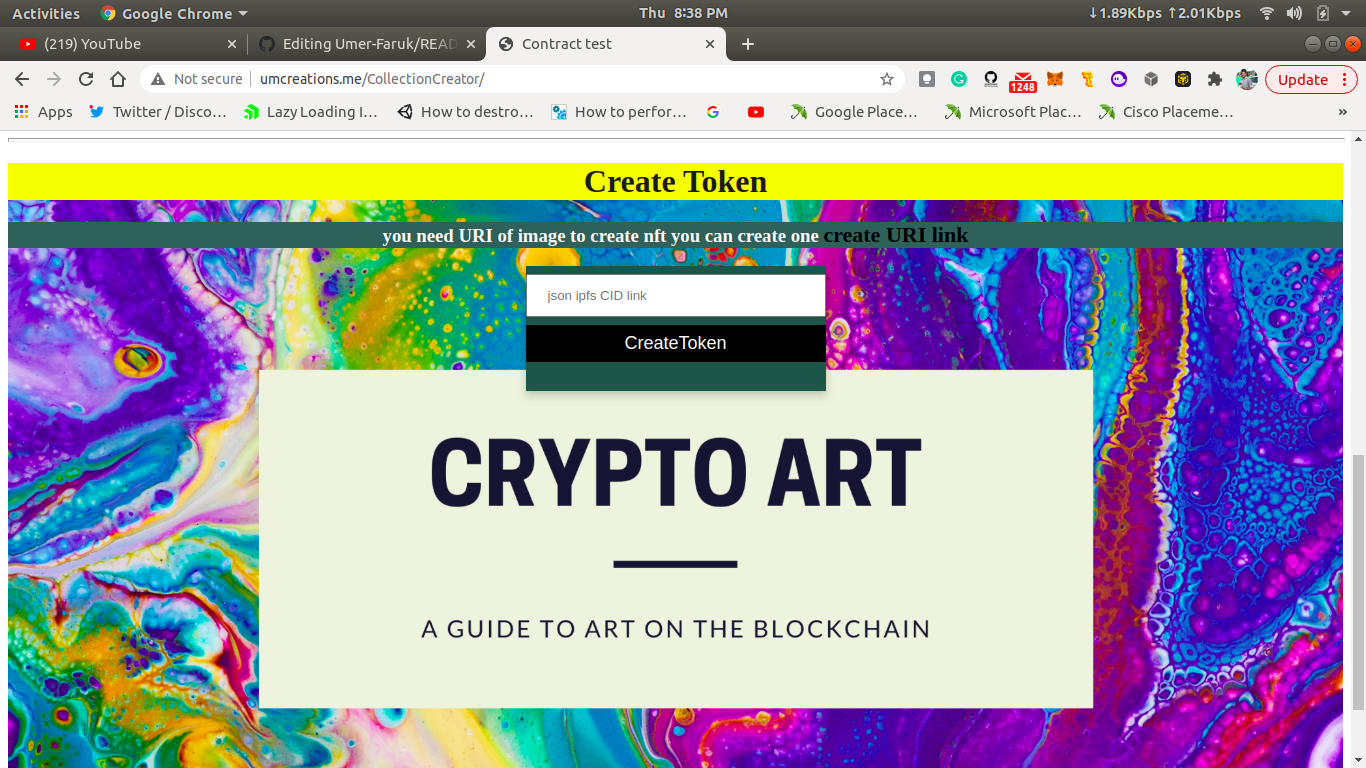 Activities Google Chrome Thu 8:38 PM ↓1.89Kbps ↑2.01Kbps
(219) YouTube Editing Umer-Faruk/READ Contract test
Not secure umcreations.me/CollectionCreator/ 1248 Update
Apps Twitter / Disco… Lazy Loading I… How to destro… How to perfor… Google Place… Microsoft Plac… Cisco Placeme… »
Create Token
you need URI of image to create nft you can create one create URI link
json ipfs CID link
CreateToken
CRYPTO ART
A GUIDE TO ART ON THE BLOCKCHAIN